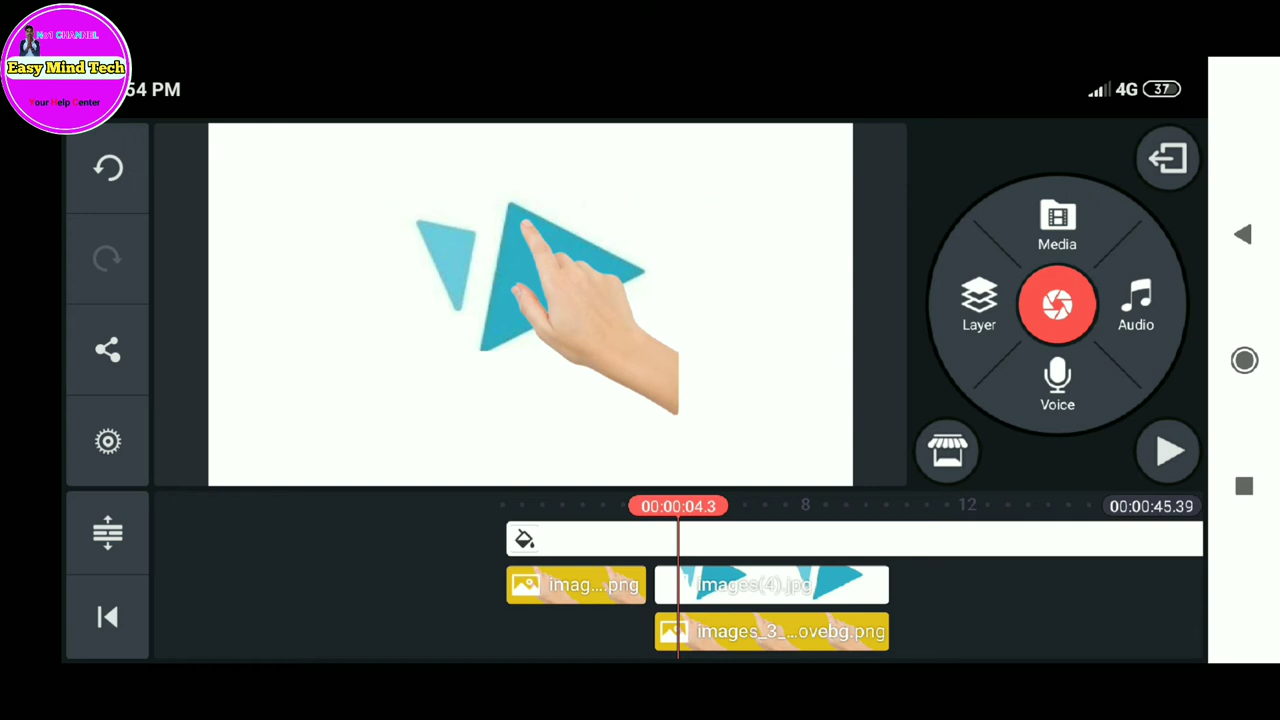 No1 CHANNEL
Easy Mind Tech
Your Help Center
54 PM
4G 37
Media
Layer
Audio
Voice
00:00:04.3
8
12
00:00:45.39
imag...png
images(4).jpg
images_3_...ovebg.png